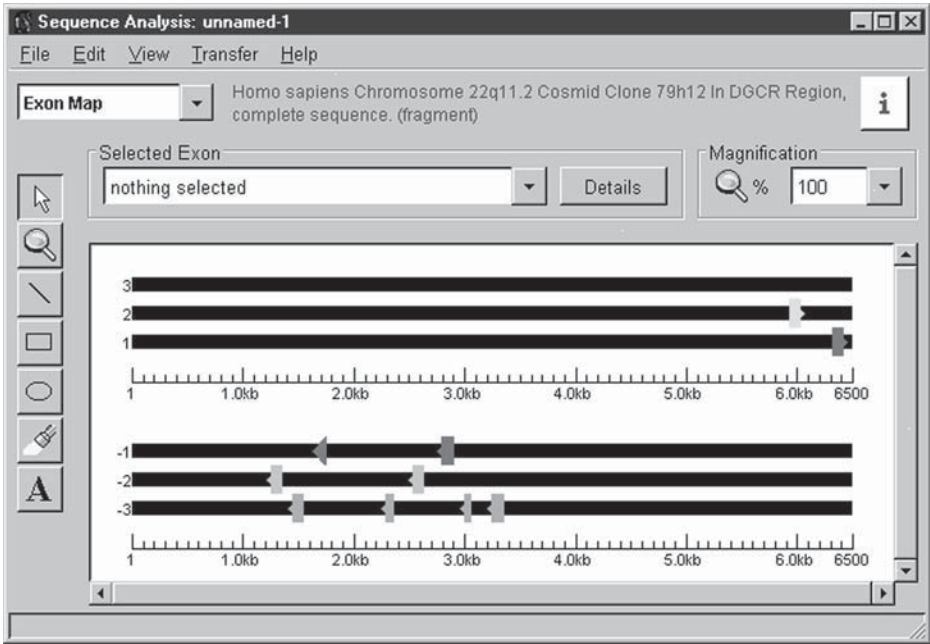 Sequence Analysis: unnamed-1
File Edit View Transfer Help
Exon Map
Homo sapiens Chromosome 22q11.2 Cosmid Clone 79h12 In DGCR Region,
complete sequence. (fragment)
i
Selected Exon
nothing selected
Details
Magnification
% 100
3
2
1
1 1.0kb 2.0kb 3.0kb 4.0kb 5.0kb 6.0kb 6500
-1
-2
-3
1 1.0kb 2.0kb 3.0kb 4.0kb 5.0kb 6.0kb 6500
A